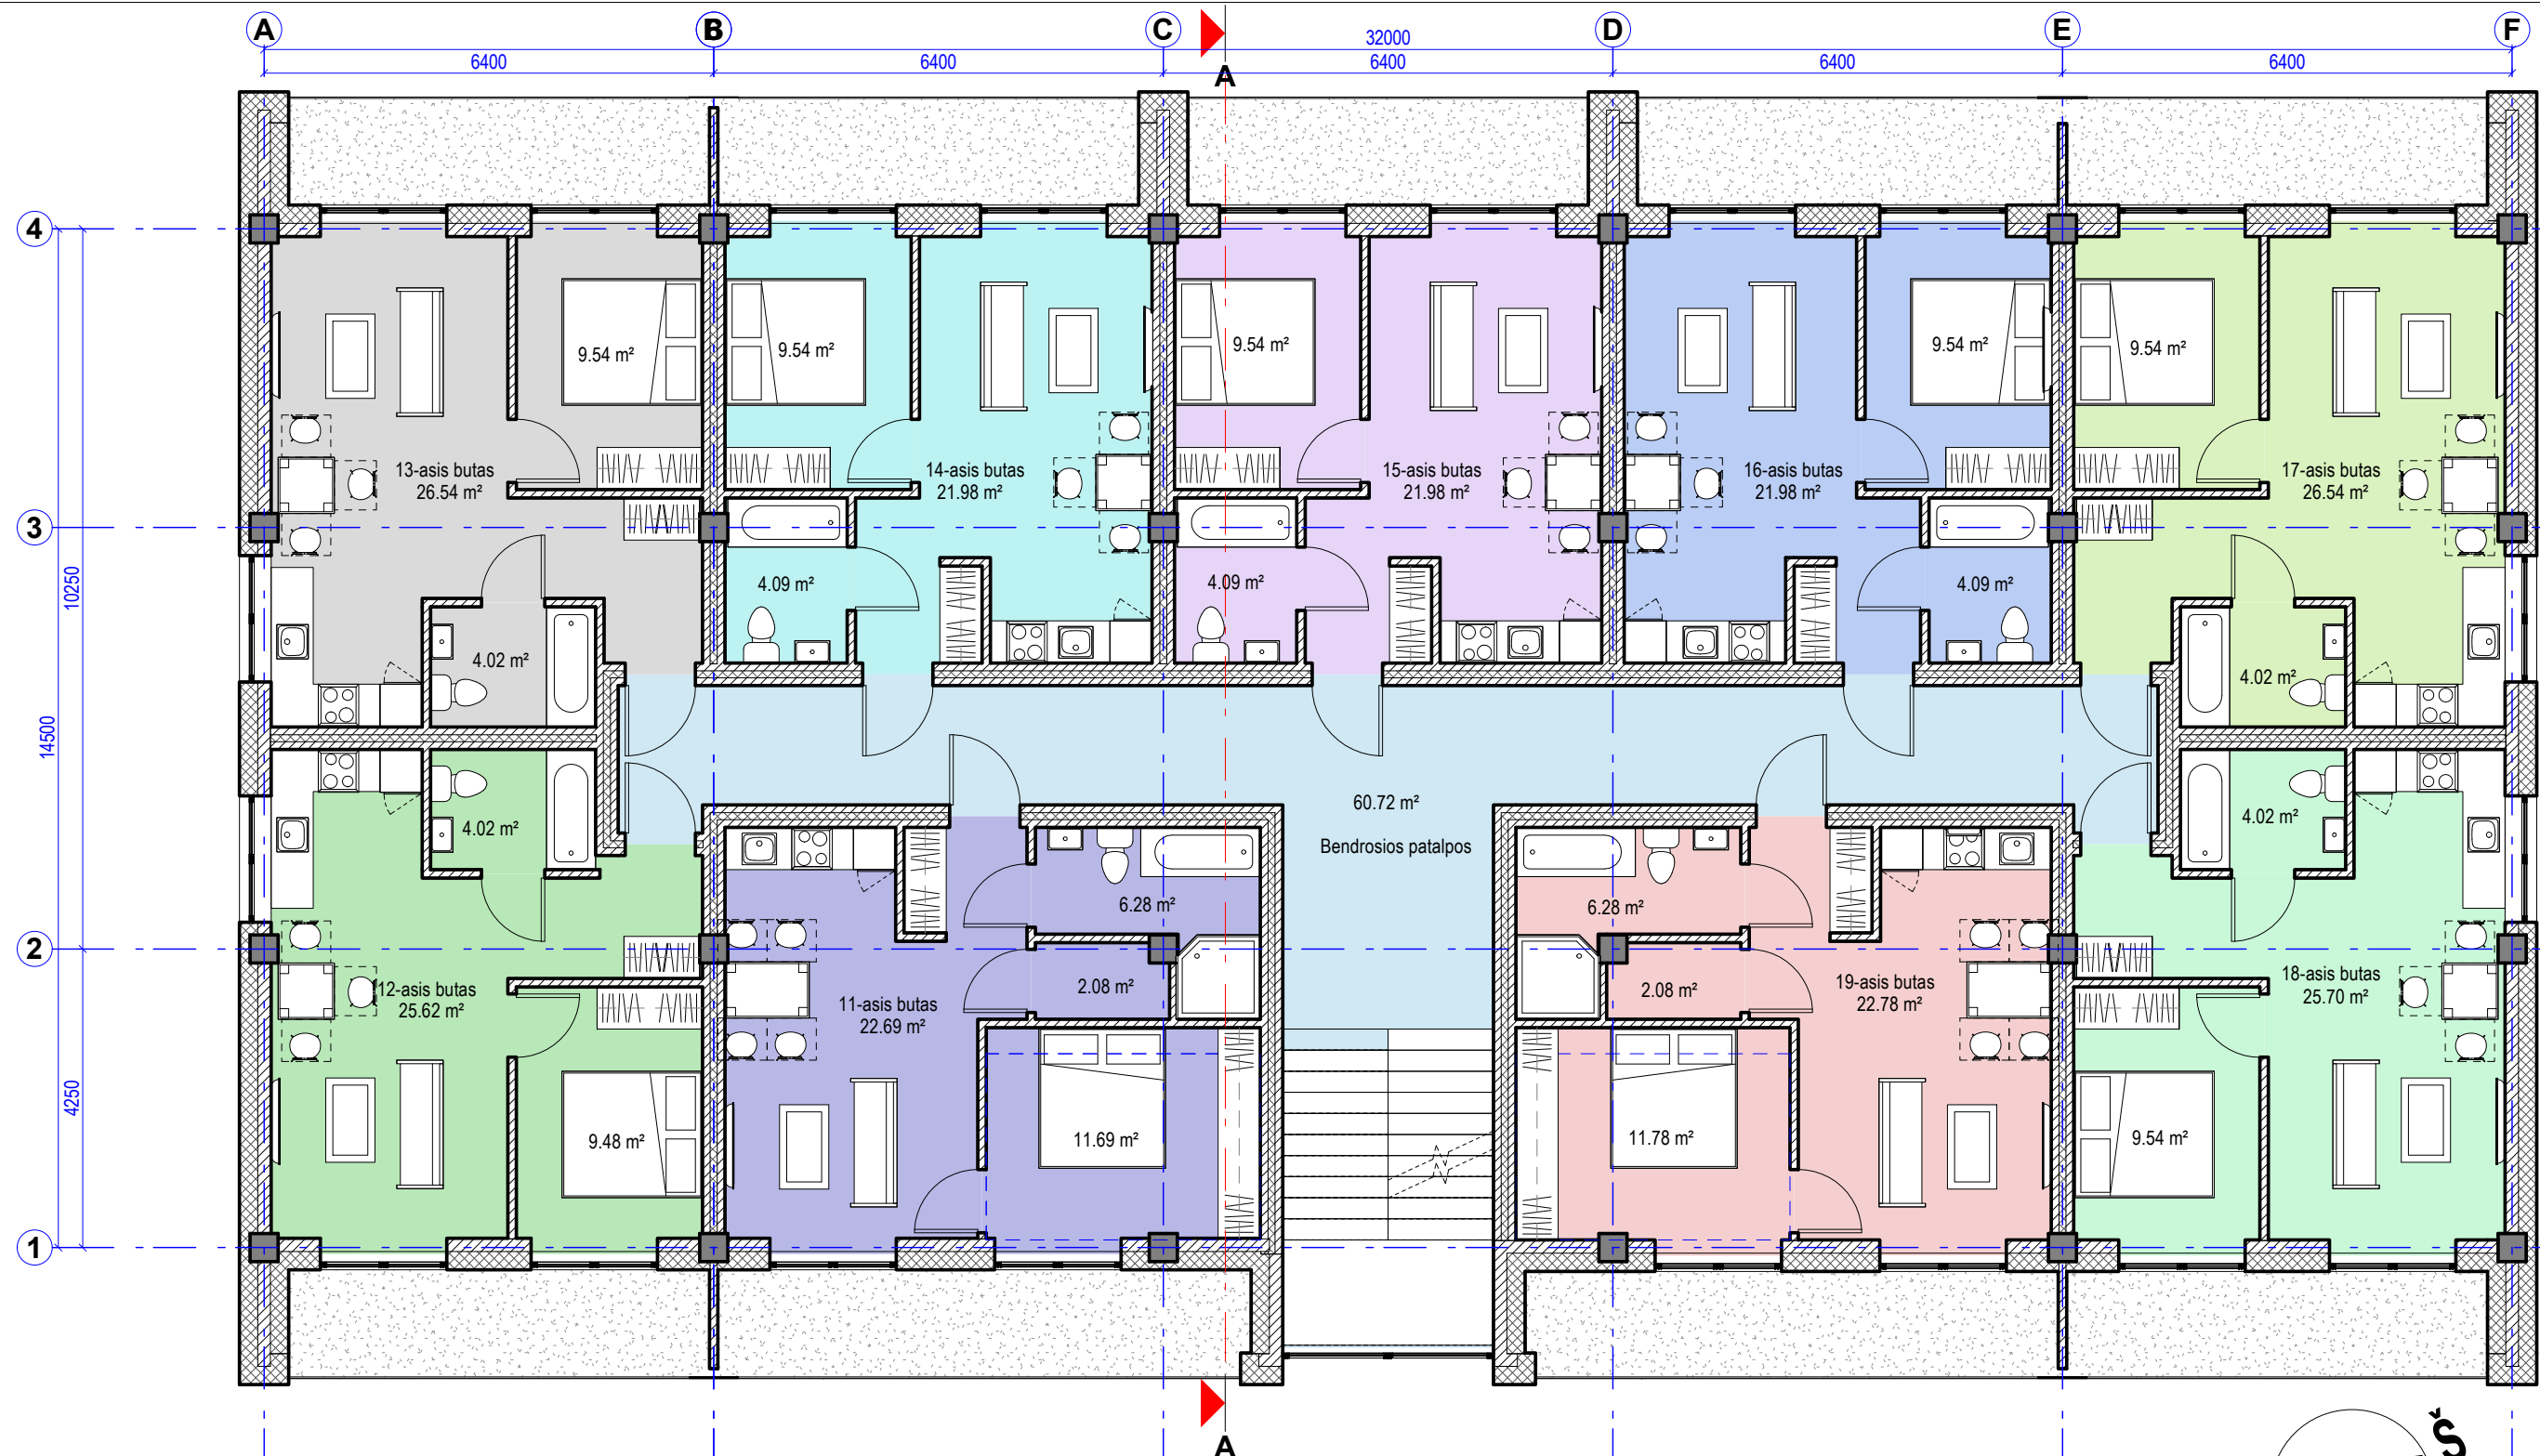 A B C D E F
32000
6400 6400 6400 6400 6400
A
4
9.54 m²
9.54 m²
9.54 m²
9.54 m²
9.54 m²
13-asis butas
26.54 m²
14-asis butas
21.98 m²
15-asis butas
21.98 m²
16-asis butas
21.98 m²
17-asis butas
26.54 m²
3
10250
4.09 m²
4.09 m²
4.09 m²
4.02 m²
4.02 m²
14500
60.72 m²
Bendrosios patalpos
4.02 m²
4.02 m²
6.28 m²
6.28 m²
2
12-asis butas
25.62 m²
11-asis butas
22.69 m²
2.08 m²
2.08 m²
19-asis butas
22.78 m²
18-asis butas
25.70 m²
4250
9.48 m²
11.69 m²
11.78 m²
9.54 m²
1
A
Š